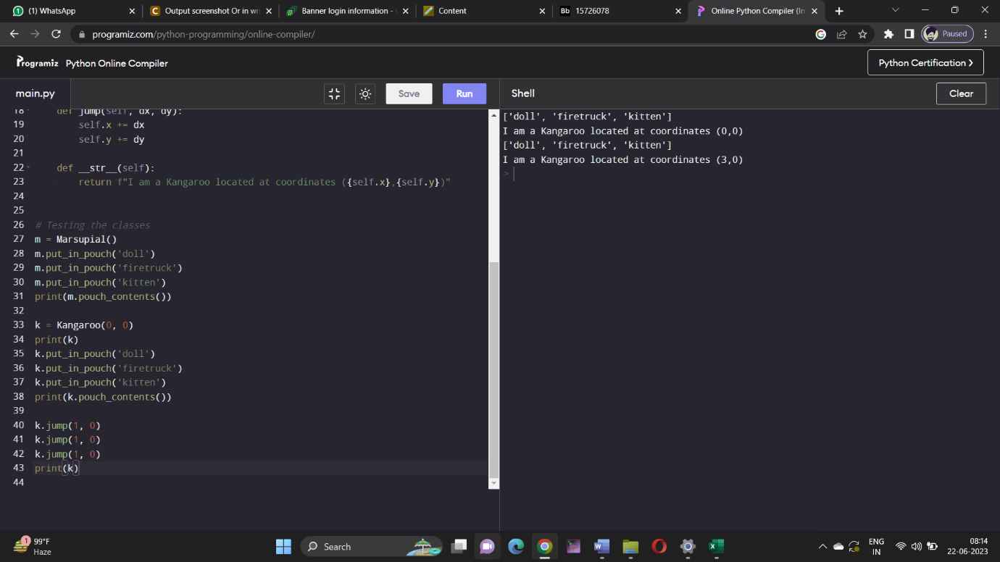 (1) WhatsApp
Output screenshot Or in wr
Banner login information -
Content
Bb 15726078
Online Python Compiler (In
programiz.com/python-programming/online-compiler/
Paused
Programiz Python Online Compiler
Python Certification >
main.py
Save
Run
Shell
Clear
18 def jump(self, dx, dy):
19 self.x += dx
20 self.y += dy
21
22 def __str__(self):
23 return f"I am a Kangaroo located at coordinates ({self.x},{self.y})"
24
25
26 # Testing the classes
27 m = Marsupial()
28 m.put_in_pouch('doll')
29 m.put_in_pouch('firetruck')
30 m.put_in_pouch('kitten')
31 print(m.pouch_contents())
32
33 k = Kangaroo(0, 0)
34 print(k)
35 k.put_in_pouch('doll')
36 k.put_in_pouch('firetruck')
37 k.put_in_pouch('kitten')
38 print(k.pouch_contents())
39
40 k.jump(1, 0)
41 k.jump(1, 0)
42 k.jump(1, 0)
43 print(k)
44
['doll', 'firetruck', 'kitten']
I am a Kangaroo located at coordinates (0,0)
['doll', 'firetruck', 'kitten']
I am a Kangaroo located at coordinates (3,0)
>
1
99°F
Haze
Search
ENG
IN
08:14
22-06-2023